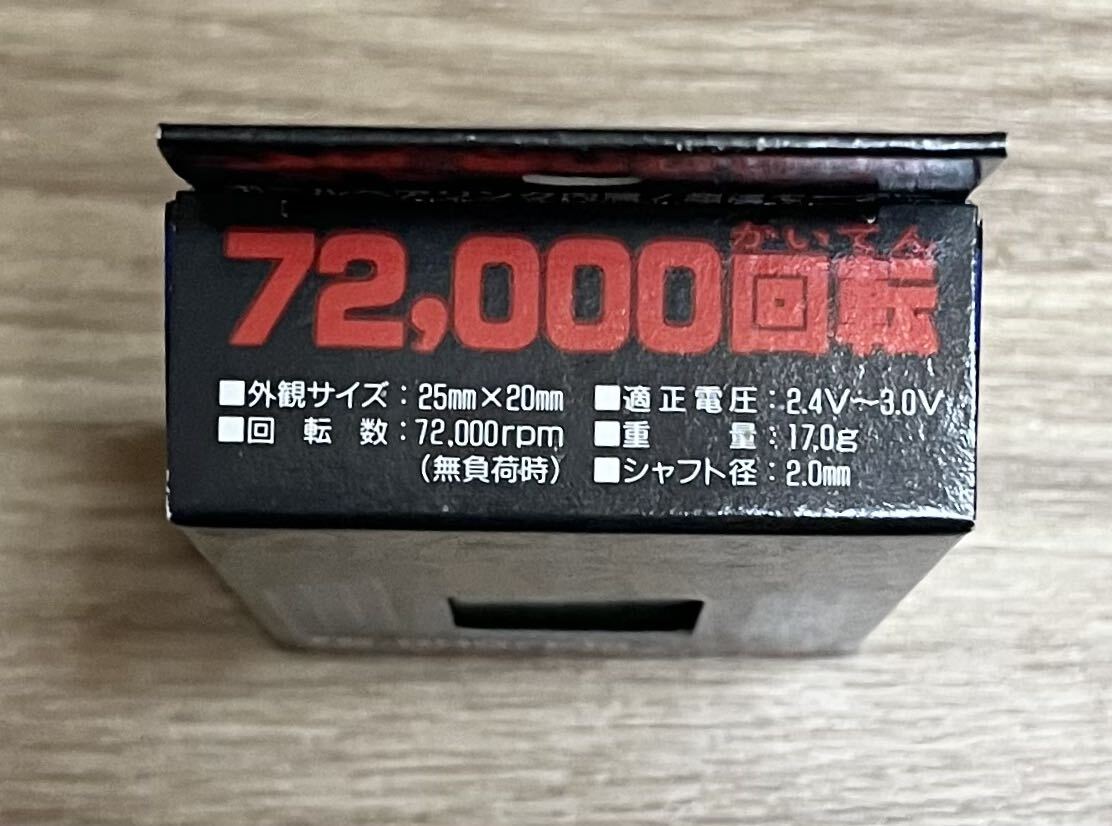 かいてん
72,000回転
■外観サイズ：25mm×20mm
■回転数：72,000rpm
（無負荷時）
■適正電圧：2.4V～3.0V
■重量：17.0g
■シャフト径：2.0mm